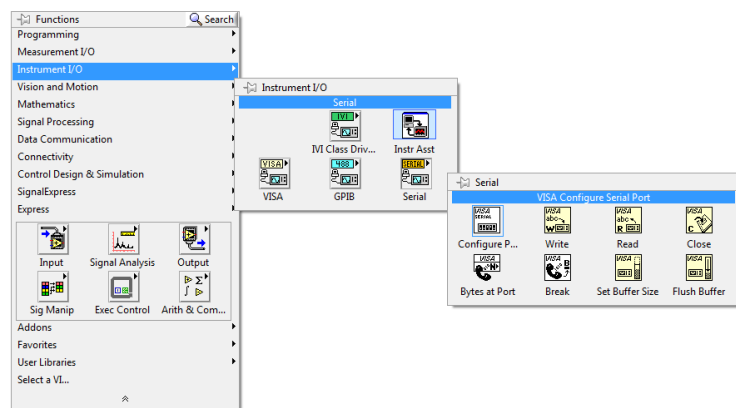 Functions
Search
Programming
Measurement I/O
Instrument I/O
Vision and Motion
Mathematics
Signal Processing
Data Communication
Connectivity
Control Design & Simulation
SignalExpress
Express
Input Signal Analysis Output
Sig Manip Exec Control Arith & Com...
Addons
Favorites
User Libraries
Select a VI...
Instrument I/O
Serial
IVI
IVI Class Driv... Instr Asst
VISA 488 SERIAL
VISA GPIB Serial
Serial
VISA Configure Serial Port
VISA SERIAL VISA abc W VISA abc R VISA C
Configure P... Write Read Close
VISA N VISA VISA VISA
Bytes at Port Break Set Buffer Size Flush Buffer